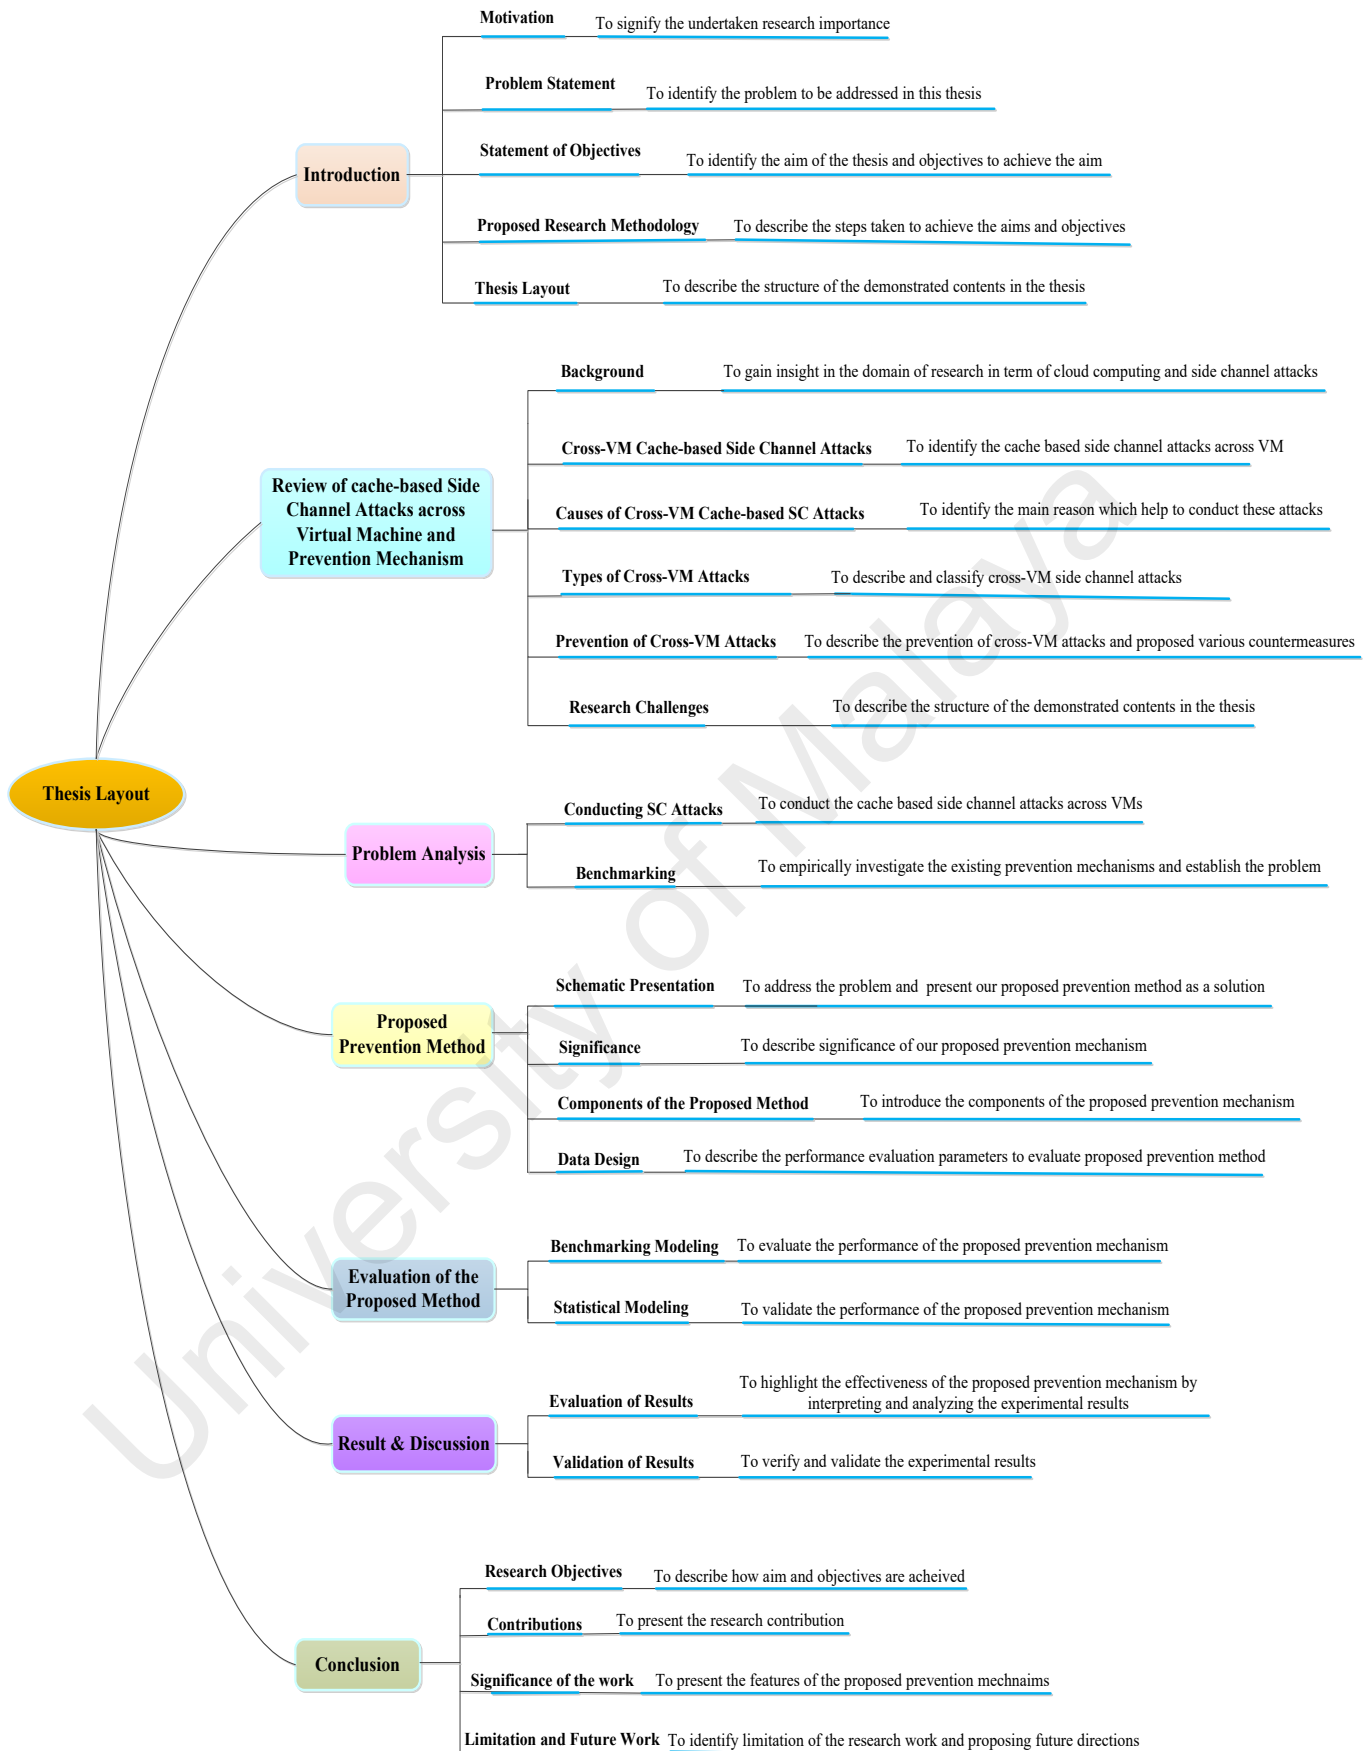 Thesis Layout
Introduction
Motivation
To signify the undertaken research importance
Problem Statement
To identify the problem to be addressed in this thesis
Statement of Objectives
To identify the aim of the thesis and objectives to achieve the aim
Proposed Research Methodology
To describe the steps taken to achieve the aims and objectives
Thesis Layout
To describe the structure of the demonstrated contents in the thesis
Review of cache-based Side
Channel Attacks across
Virtual Machine and
Prevention Mechanism
Background
To gain insight in the domain of research in term of cloud computing and side channel attacks
Cross-VM Cache-based Side Channel Attacks
To identify the cache based side channel attacks across VM
Causes of Cross-VM Cache-based SC Attacks
To identify the main reason which help to conduct these attacks
Types of Cross-VM Attacks
To describe and classify cross-VM side channel attacks
Prevention of Cross-VM Attacks
To describe the prevention of cross-VM attacks and proposed various countermeasures
Research Challenges
To describe the structure of the demonstrated contents in the thesis
Problem Analysis
Conducting SC Attacks
To conduct the cache based side channel attacks across VMs
Benchmarking
To empirically investigate the existing prevention mechanisms and establish the problem
Proposed
Prevention Method
Schematic Presentation
To address the problem and present our proposed prevention method as a solution
Significance
To describe significance of our proposed prevention mechanism
Components of the Proposed Method
To introduce the components of the proposed prevention mechanism
Data Design
To describe the performance evaluation parameters to evaluate proposed prevention method
Evaluation of the
Proposed Method
Benchmarking Modeling
To evaluate the performance of the proposed prevention mechanism
Statistical Modeling
To validate the performance of the proposed prevention mechanism
Result & Discussion
Evaluation of Results
To highlight the effectiveness of the proposed prevention mechanism by
interpreting and analyzing the experimental results
Validation of Results
To verify and validate the experimental results
Conclusion
Research Objectives
To describe how aim and objectives are acheived
Contributions
To present the research contribution
Significance of the work
To present the features of the proposed prevention mechnaims
Limitation and Future Work
To identify limitation of the research work and proposing future directions
University of Malaya